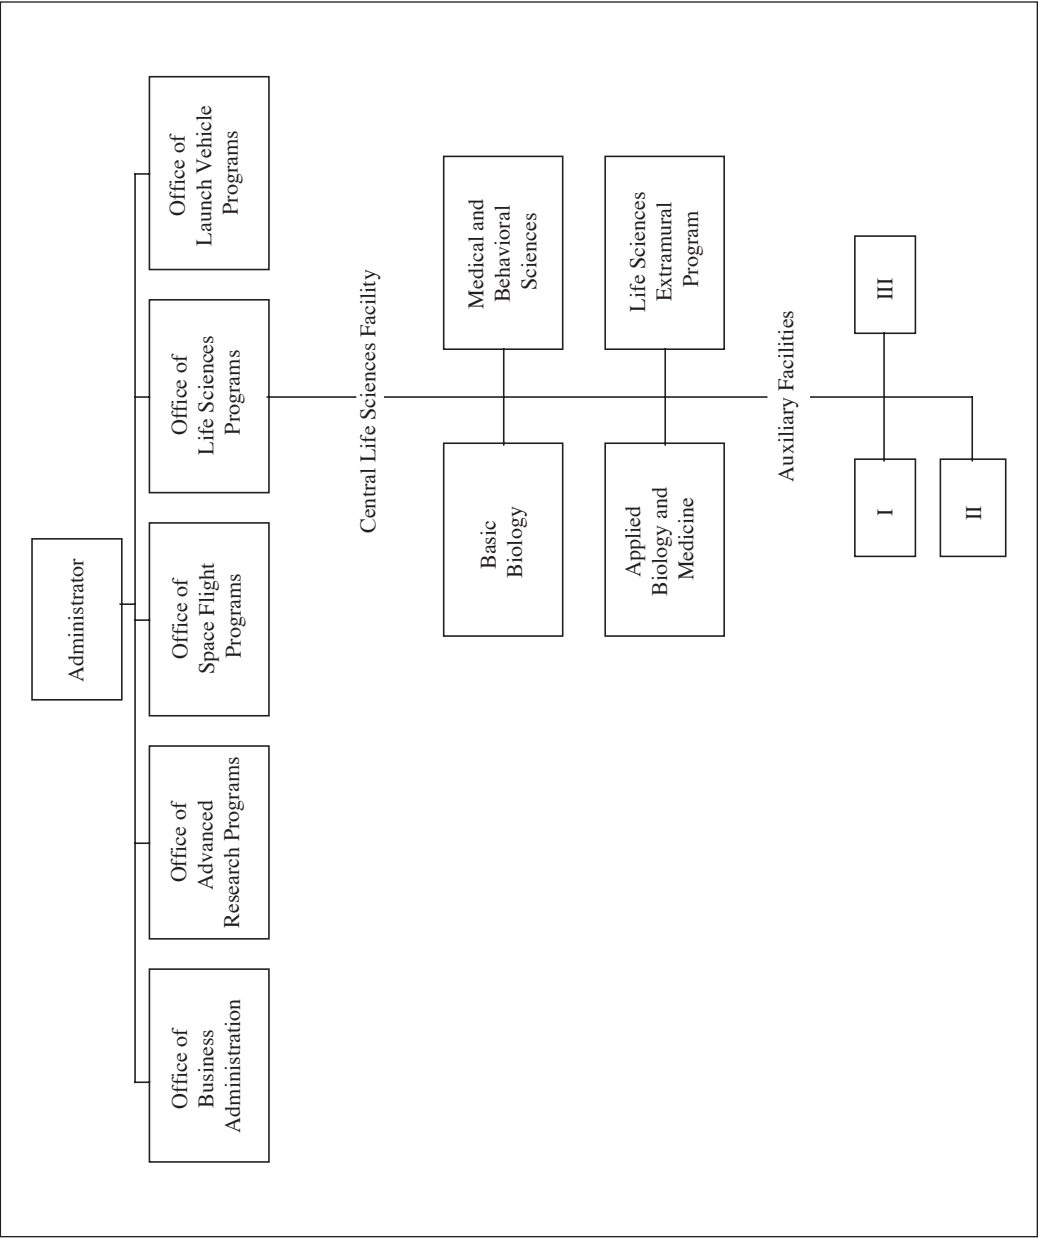 Administrator
Office of
Business
Administration
Office of
Advanced
Research Programs
Office of
Space Flight
Programs
Office of
Life Sciences
Programs
Office of
Launch Vehicle
Programs
Central Life Sciences Facility
Basic
Biology
Medical and
Behavioral
Sciences
Applied
Biology and
Medicine
Life Sciences
Extramural
Program
Auxiliary Facilities
I
III
II